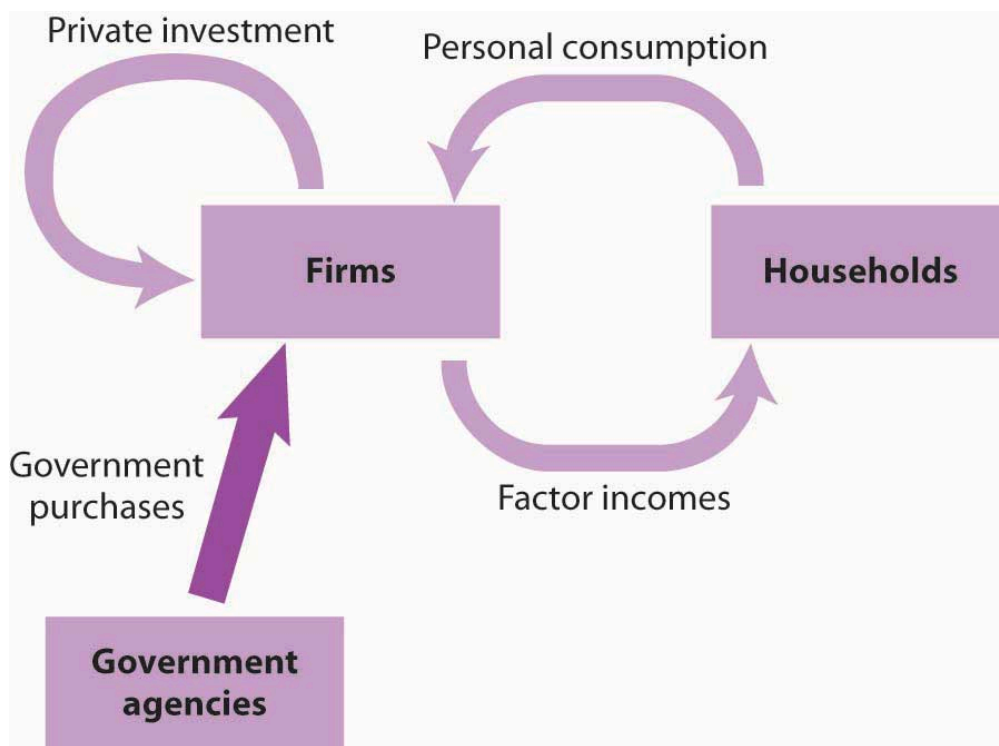 Private investment
Personal consumption
Firms
Households
Government
purchases
Factor incomes
Government
agencies